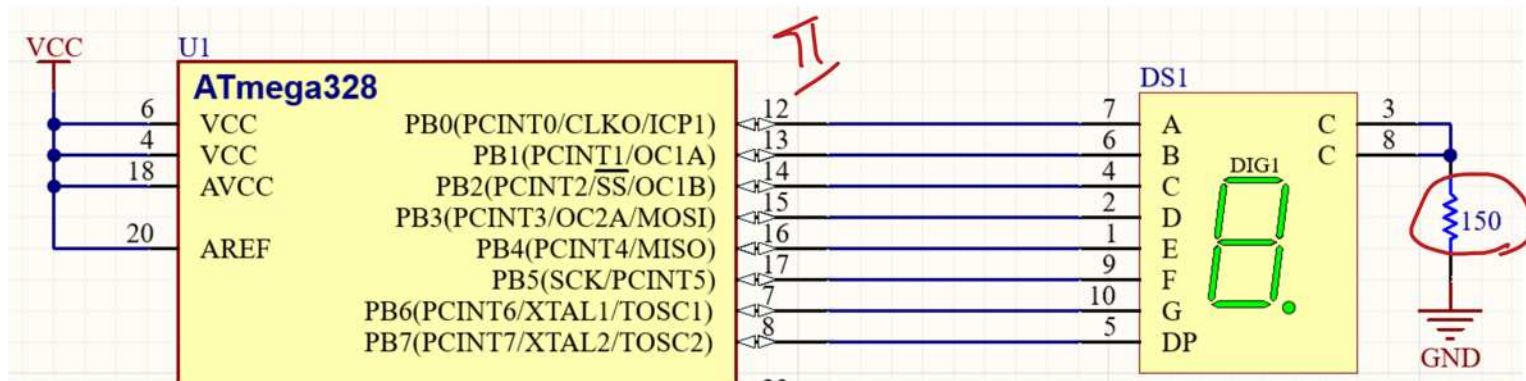 VCC
U1
π
ATmega328
DS1
6 VCC PB0(PCINT0/CLKO/ICP1) 12 7 A C 3
4 VCC PB1(PCINT1/OC1A) 13 6 B C 8
18 AVCC PB2(PCINT2/SS/OC1B) 14 4 C DIG1
PB3(PCINT3/OC2A/MOSI) 15 2 D 150
20 AREF PB4(PCINT4/MISO) 16 1 E
PB5(SCK/PCINT5) 17 9 F
PB6(PCINT6/XTAL1/TOSC1) 7 10 G
PB7(PCINT7/XTAL2/TOSC2) 8 5 DP
GND